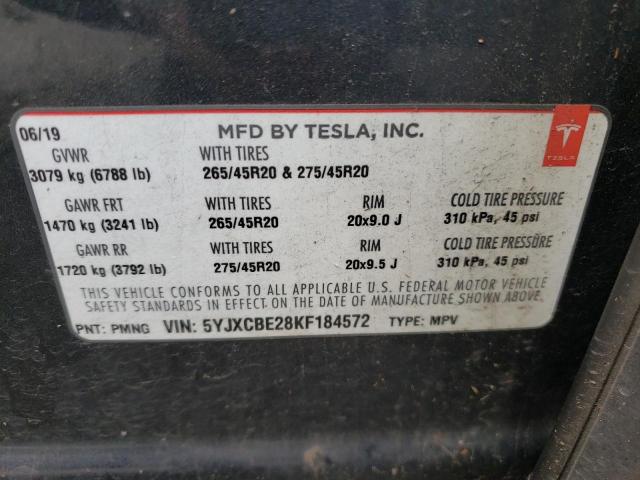 06/19 MFD BY TESLA, INC.
GVWR WITH TIRES
3079 kg (6788 lb) 265/45R20 & 275/45R20
GAWR FRT WITH TIRES RIM COLD TIRE PRESSURE
1470 kg (3241 lb) 265/45R20 20x9.0 J 310 kPa, 45 psi
GAWR RR WITH TIRES RIM COLD TIRE PRESSURE
1720 kg (3792 lb) 275/45R20 20x9.5 J 310 kPa, 45 psi
THIS VEHICLE CONFORMS TO ALL APPLICABLE U.S. FEDERAL MOTOR VEHICLE
SAFETY STANDARDS IN EFFECT ON THE DATE OF MANUFACTURE SHOWN ABOVE.
PNT: PMNG VIN: 5YJXCBE28KF184572 TYPE: MPV
TESLA